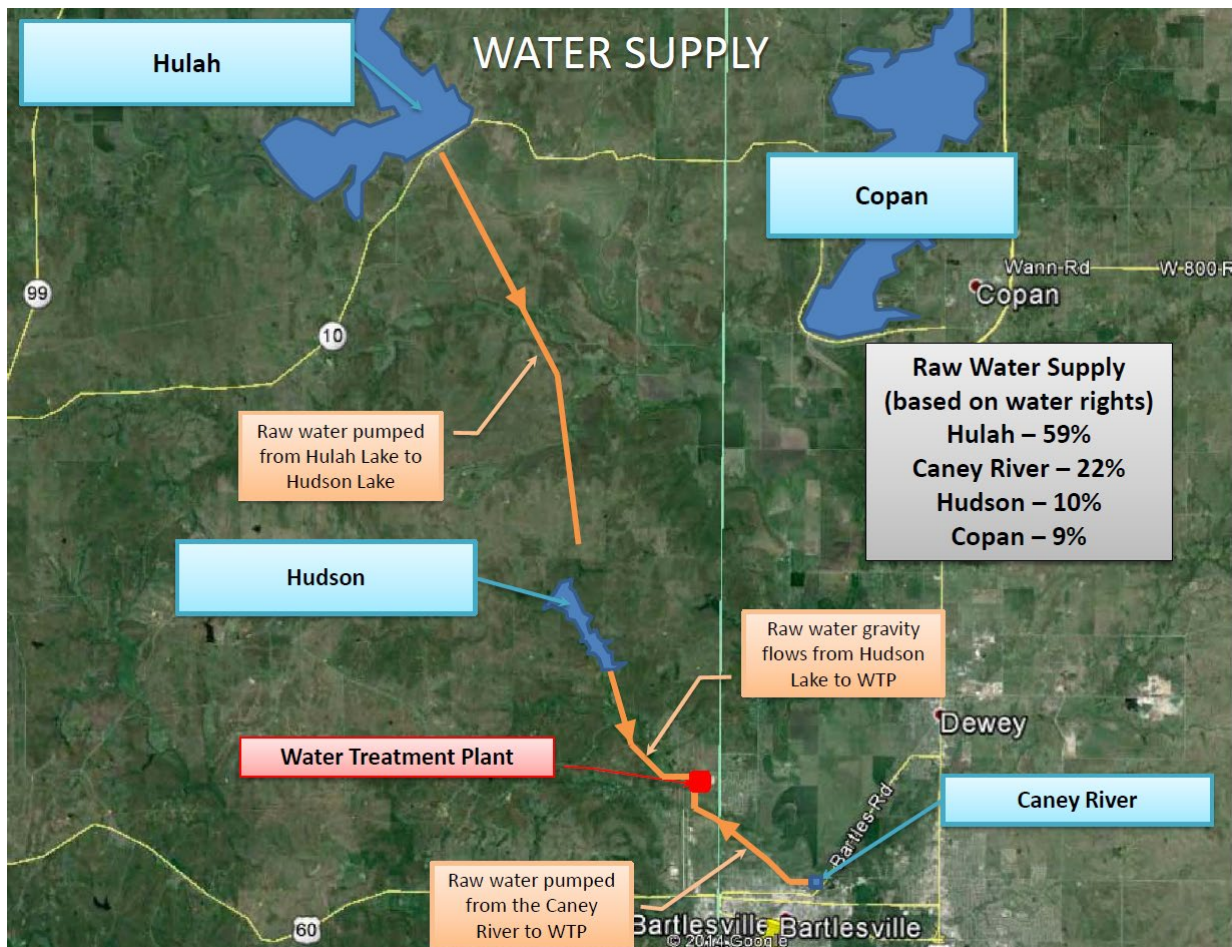 WATER SUPPLY
Hulah
Copan
Wann Rd
W 800 R
Copan
99
10
Raw Water Supply
(based on water rights)
Hulah – 59%
Caney River – 22%
Hudson – 10%
Copan – 9%
Raw water pumped
from Hulah Lake to
Hudson Lake
Hudson
Raw water gravity
flows from Hudson
Lake to WTP
Dewey
Water Treatment Plant
Caney River
Bartles Rd
Raw water pumped
from the Caney
River to WTP
60
Bartlesville
Bartlesville
© 2014 Google